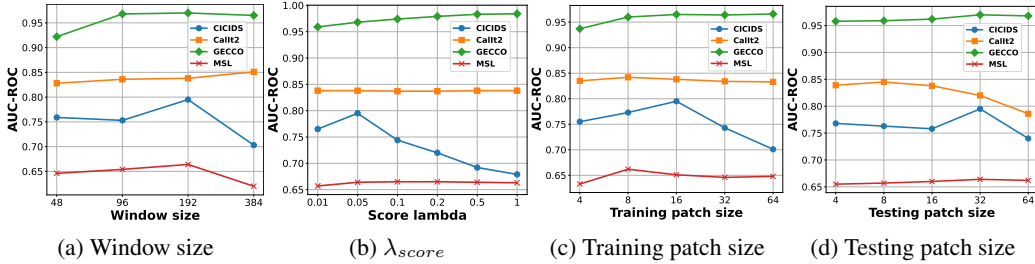 AUC-ROC
0.95
0.90
0.85
0.80
0.75
0.70
0.65
CICIDS
CalIt2
GECCO
MSL
48 96 192 384
Window size
(a) Window size
AUC-ROC
1.00
0.95
0.90
0.85
0.80
0.75
0.70
0.65
CICIDS
CalIt2
GECCO
MSL
0.01 0.05 0.1 0.2 0.5 1
Score lambda
(b) λscore
AUC-ROC
0.95
0.90
0.85
0.80
0.75
0.70
0.65
CICIDS
CalIt2
GECCO
MSL
4 8 16 32 64
Training patch size
(c) Training patch size
AUC-ROC
0.95
0.90
0.85
0.80
0.75
0.70
0.65
CICIDS
CalIt2
GECCO
MSL
4 8 16 32 64
Testing patch size
(d) Testing patch size